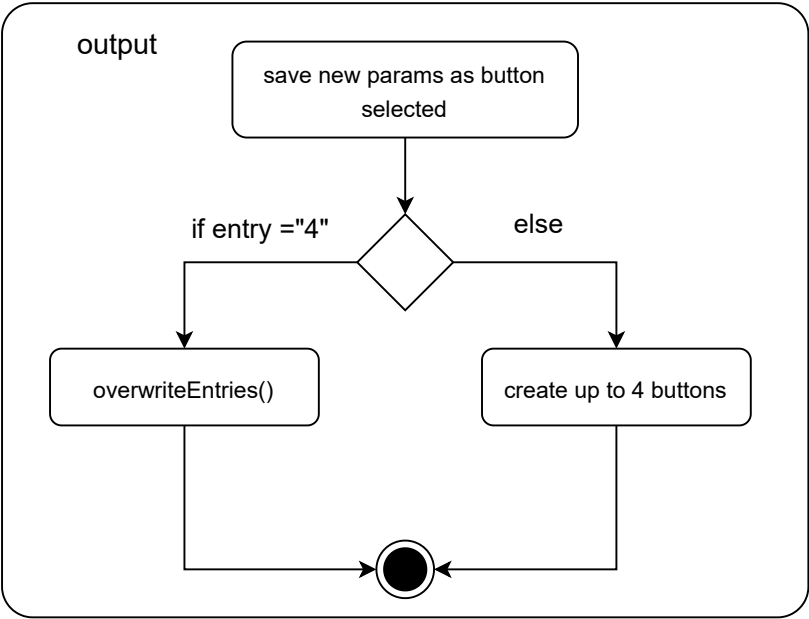 output
save new params as button
selected
if entry ="4"
else
overwriteEntries()
create up to 4 buttons